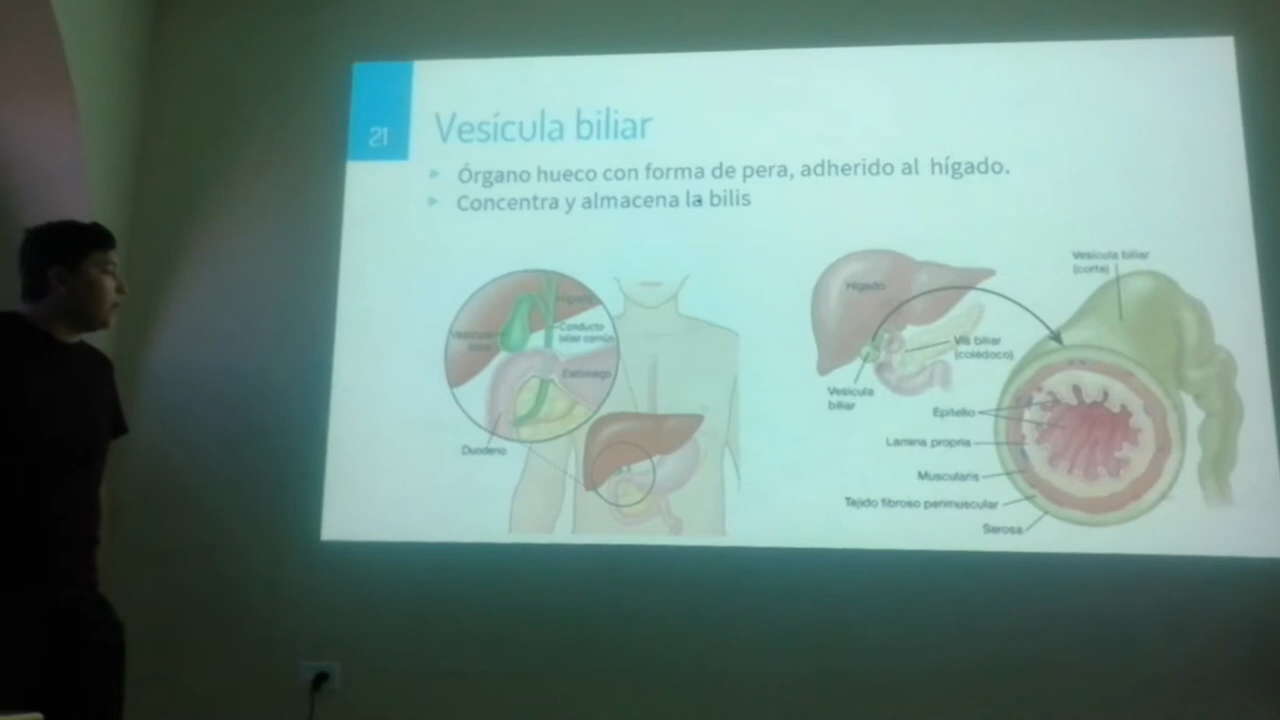 21
Vesícula biliar
Órgano hueco con forma de pera, adherido al hígado.
Concentra y almacena la bilis
Hígado
Conducto
biliar común
Estómago
Duodeno
Hígado
Vesícula biliar
(corte)
Vía biliar
(colédoco)
Vesícula
biliar
Epitelio
Lamina propria
Muscularis
Tejido fibroso perimuscular
Serosa